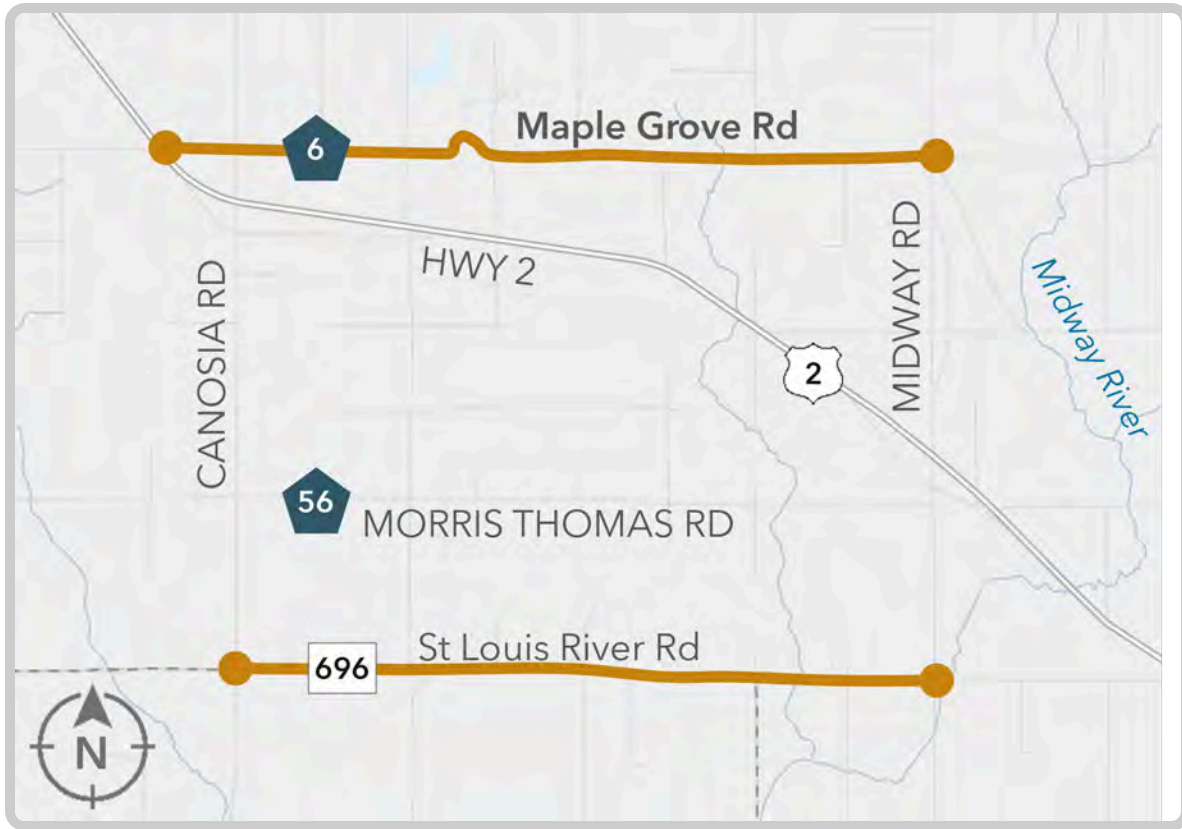 Maple Grove Rd
6
HWY 2
MIDWAY RD
CANOSIA RD
Midway River
2
56
MORRIS THOMAS RD
St Louis River Rd
696
N